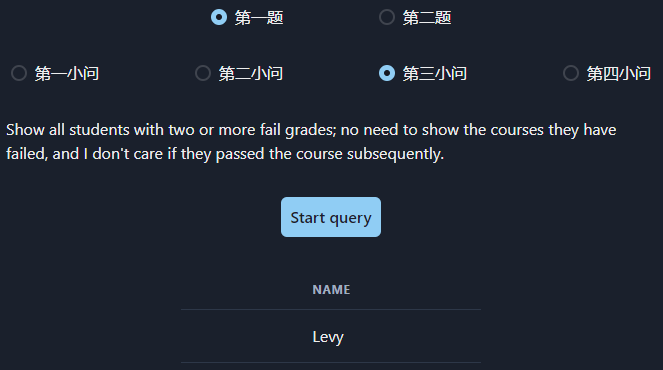 第一题 第二题
第一小问 第二小问 第三小问 第四小问
Show all students with two or more fail grades; no need to show the courses they have
failed, and I don't care if they passed the course subsequently.
Start query
NAME
Levy